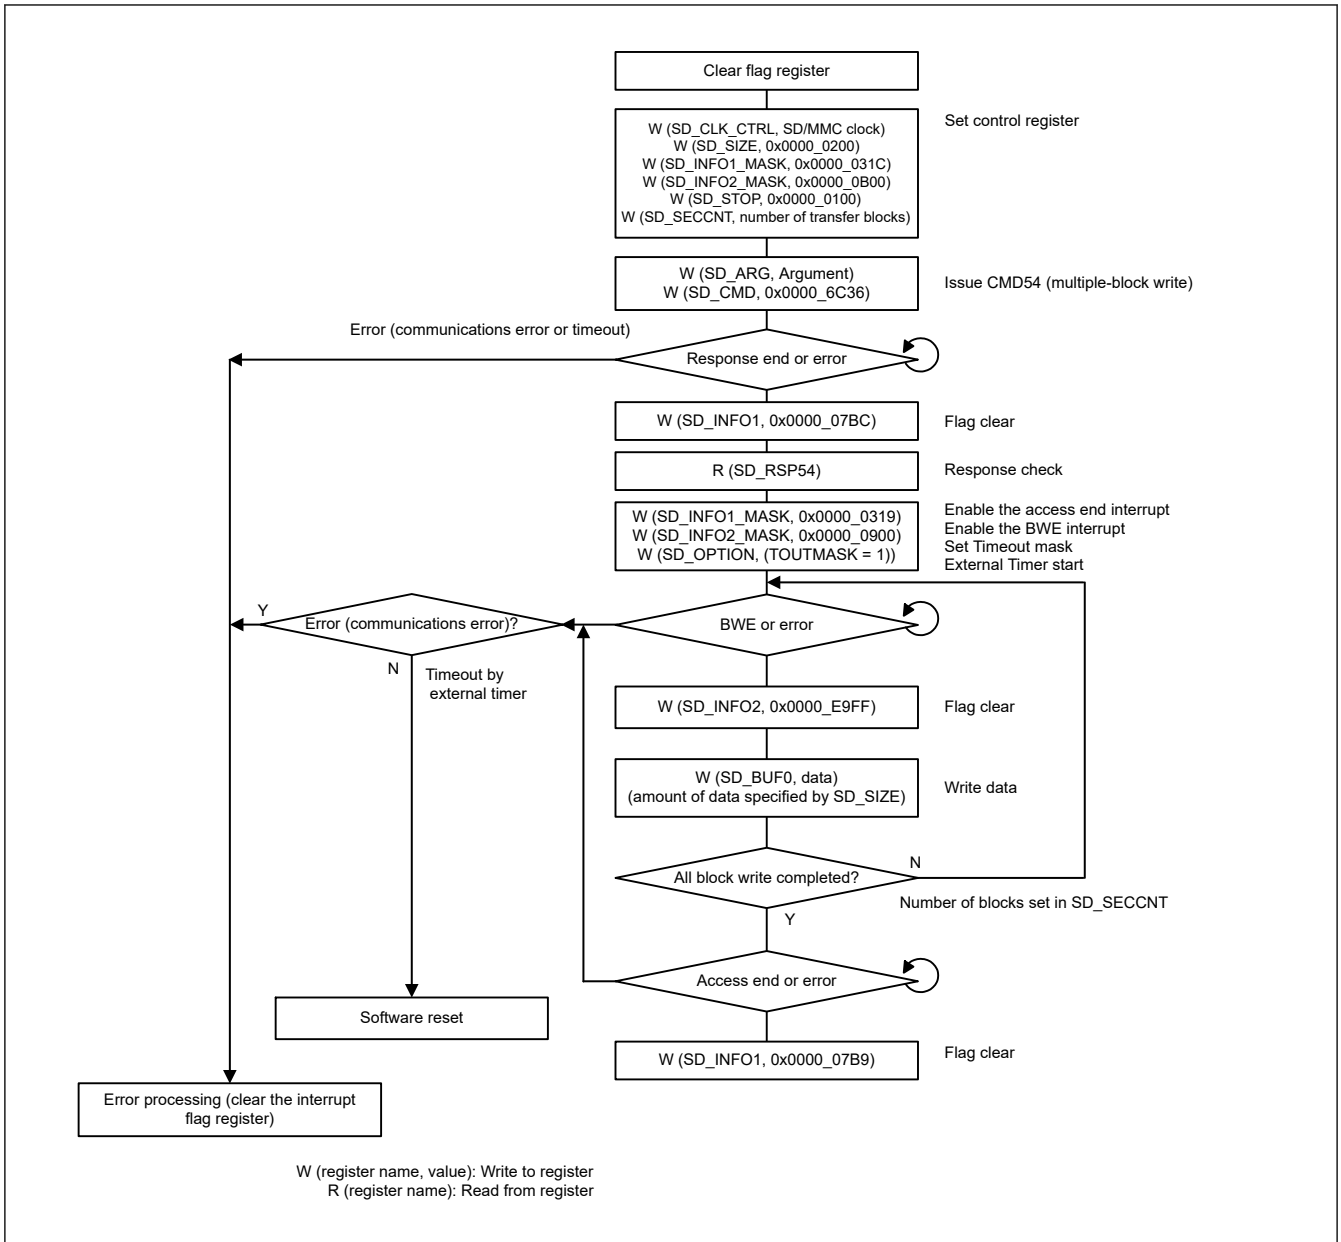 Clear flag register
W (SD_CLK_CTRL, SD/MMC clock)
W (SD_SIZE, 0x0000_0200)
W (SD_INFO1_MASK, 0x0000_031C)
W (SD_INFO2_MASK, 0x0000_0B00)
W (SD_STOP, 0x0000_0100)
W (SD_SECCNT, number of transfer blocks)
Set control register
W (SD_ARG, Argument)
W (SD_CMD, 0x0000_6C36)
Issue CMD54 (multiple-block write)
Error (communications error or timeout)
Response end or error
W (SD_INFO1, 0x0000_07BC)
Flag clear
R (SD_RSP54)
Response check
W (SD_INFO1_MASK, 0x0000_0319)
W (SD_INFO2_MASK, 0x0000_0900)
W (SD_OPTION, (TOUTMASK = 1))
Enable the access end interrupt
Enable the BWE interrupt
Set Timeout mask
External Timer start
Y
Error (communications error)?
BWE or error
N
Timeout by
external timer
W (SD_INFO2, 0x0000_E9FF)
Flag clear
W (SD_BUF0, data)
(amount of data specified by SD_SIZE)
Write data
All block write completed?
N
Number of blocks set in SD_SECCNT
Y
Access end or error
Software reset
W (SD_INFO1, 0x0000_07B9)
Flag clear
Error processing (clear the interrupt
flag register)
W (register name, value): Write to register
R (register name): Read from register